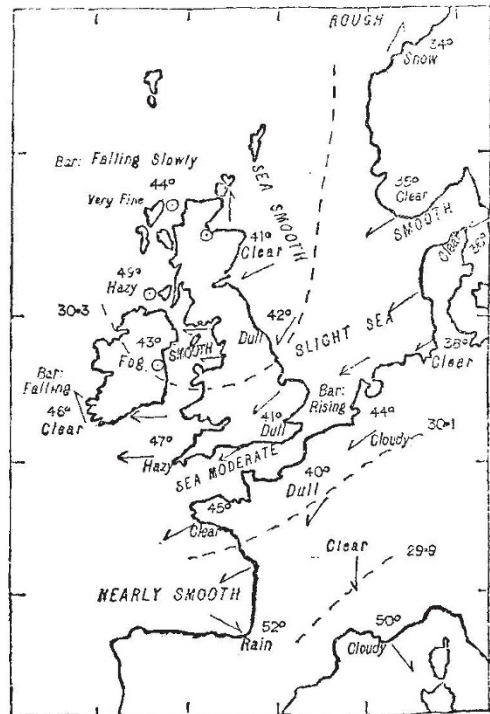 ROUGH
34°
Snow
Bar: Falling Slowly
44°
Very Fine
SEA SMOOTH
35°
Clear
SMOOTH
41°
Clear
Clear
36°
49°
Hazy
30·3
42°
Dull
SLIGHT SEA
43°
Fog
SMOOTH
38°
Clear
Bar:
Falling
46°
Clear
Bar:
Rising
41°
Dull
44°
Cloudy
30·1
47°
Hazy
SEA MODERATE
40°
Dull
45°
Clear
Clear
29·9
NEARLY SMOOTH
52°
Rain
50°
Cloudy